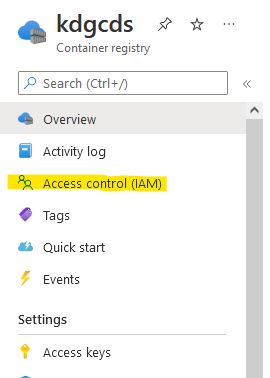 kdgcds
Container registry
Search (Ctrl+/)
Overview
Activity log
Access control (IAM)
Tags
Quick start
Events
Settings
Access keys